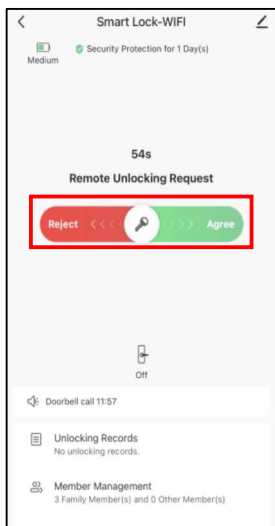 Smart Lock-WIFI
Medium
Security Protection for 1 Day(s)
54s
Remote Unlocking Request
Reject <<< >>> Agree
Off
Doorbell call 11:57
Unlocking Records
No unlocking records.
Member Management
3 Family Member(s) and 0 Other Member(s)